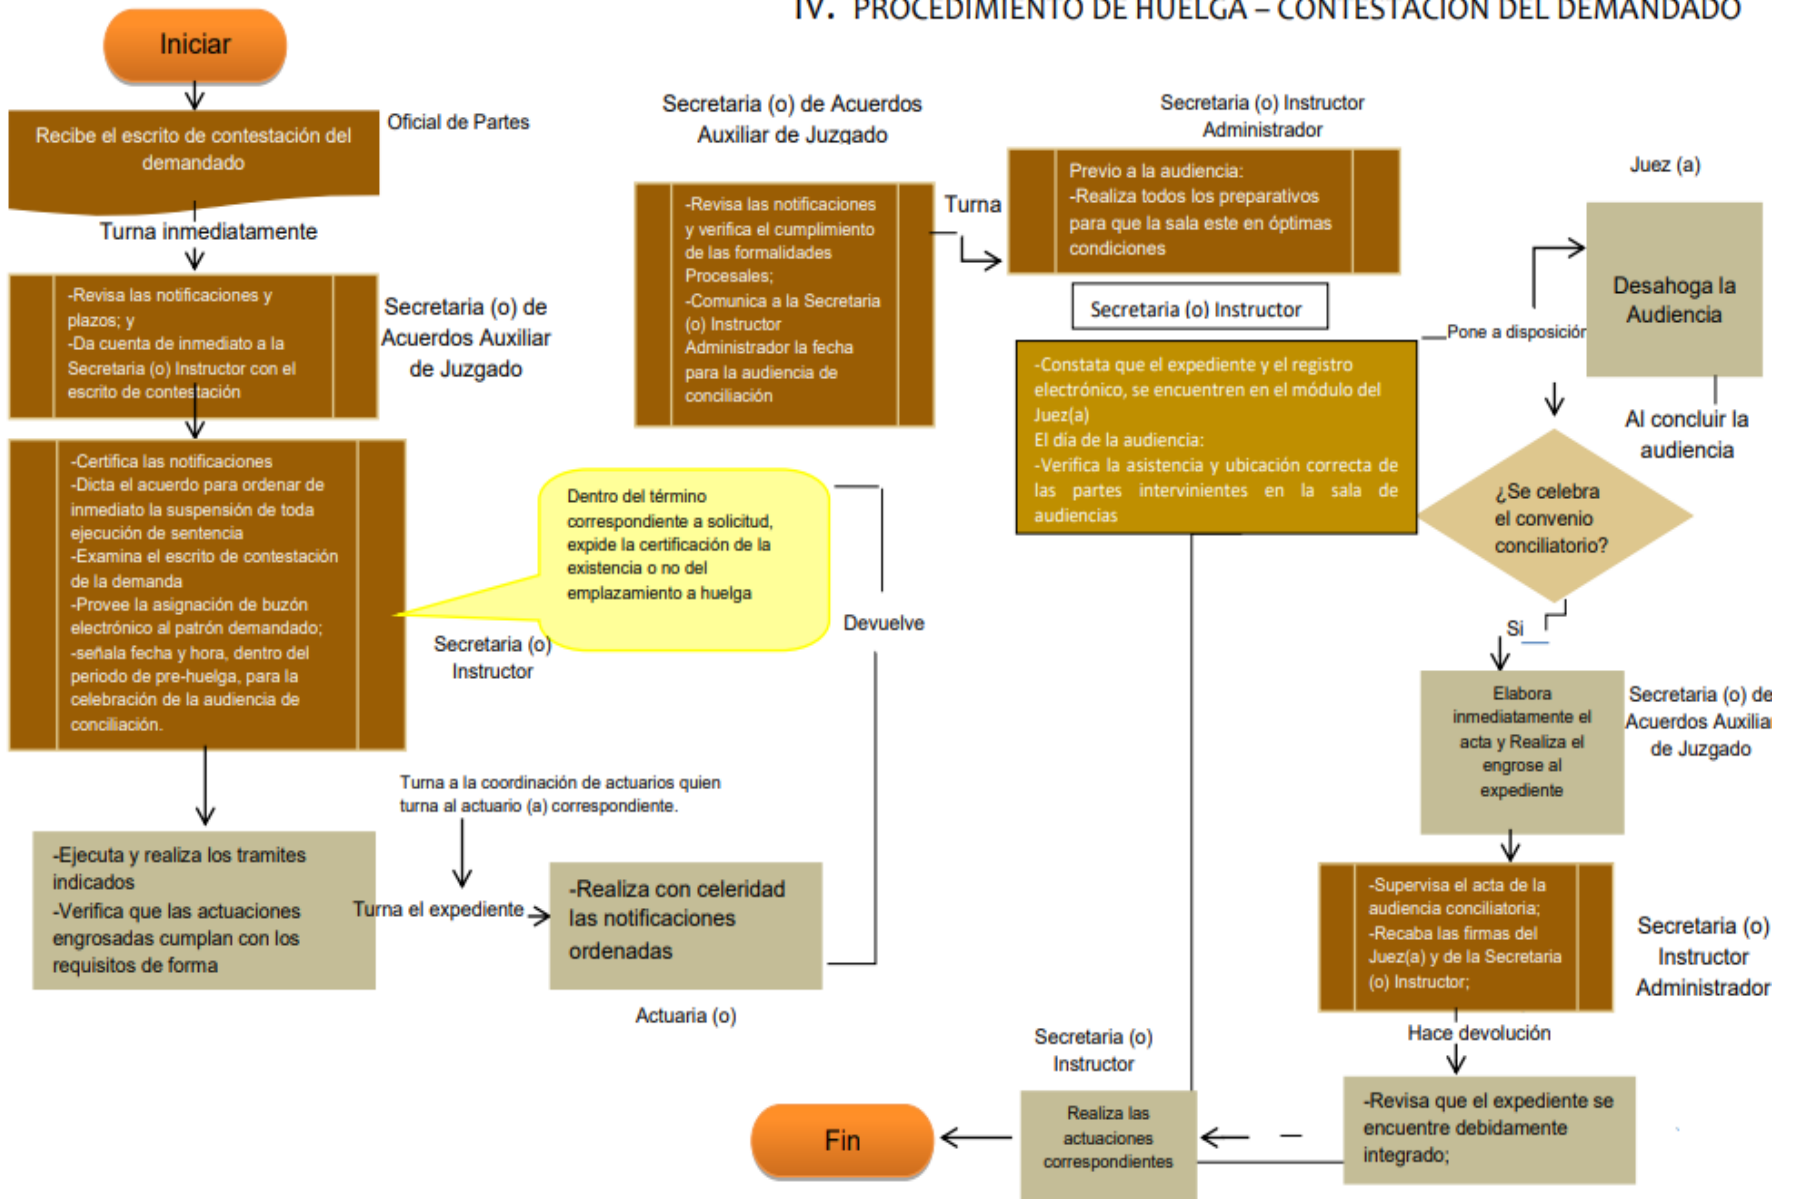 IV. PROCEDIMIENTO DE HUELGA – CONTESTACIÓN DEL DEMANDADO
Iniciar
Recibe el escrito de contestación del
demandado
Oficial de Partes
Turna inmediatamente
-Revisa las notificaciones y
plazos; y
-Da cuenta de inmediato a la
Secretaria (o) Instructor con el
escrito de contestación
Secretaria (o) de
Acuerdos Auxiliar
de Juzgado
-Certifica las notificaciones
-Dicta el acuerdo para ordenar de
inmediato la suspensión de toda
ejecución de sentencia
-Examina el escrito de contestación
de la demanda
-Provee la asignación de buzón
electrónico al patrón demandado;
-señala fecha y hora, dentro del
periodo de pre-huelga, para la
celebración de la audiencia de
conciliación.
Dentro del término
correspondiente a solicitud,
expide la certificación de la
existencia o no del
emplazamiento a huelga
Secretaria (o)
Instructor
-Ejecuta y realiza los tramites
indicados
-Verifica que las actuaciones
engrosadas cumplan con los
requisitos de forma
Turna a la coordinación de actuarios quien
turna al actuario (a) correspondiente.
Turna el expediente
-Realiza con celeridad
las notificaciones
ordenadas
Actuaria (o)
Devuelve
Secretaria (o) de Acuerdos
Auxiliar de Juzgado
-Revisa las notificaciones
y verifica el cumplimiento
de las formalidades
Procesales;
-Comunica a la Secretaria
(o) Instructor
Administrador la fecha
para la audiencia de
conciliación
Turna
Secretaria (o) Instructor
Administrador
Previo a la audiencia:
-Realiza todos los preparativos
para que la sala este en óptimas
condiciones
Secretaria (o) Instructor
-Constata que el expediente y el registro
electrónico, se encuentren en el módulo del
Juez(a)
El día de la audiencia:
-Verifica la asistencia y ubicación correcta de
las partes intervinientes en la sala de
audiencias
Pone a disposición
Juez (a)
Desahoga la
Audiencia
Al concluir la
audiencia
¿Se celebra
el convenio
conciliatorio?
Si
Elabora
inmediatamente el
acta y Realiza el
engrose al
expediente
Secretaria (o) de
Acuerdos Auxilia
de Juzgado
-Supervisa el acta de la
audiencia conciliatoria;
-Recaba las firmas del
Juez(a) y de la Secretaria
(o) Instructor;
Secretaria (o)
Instructor
Administrador
Hace devolución
-Revisa que el expediente se
encuentre debidamente
integrado;
Secretaria (o)
Instructor
Realiza las
actuaciones
correspondientes
Fin